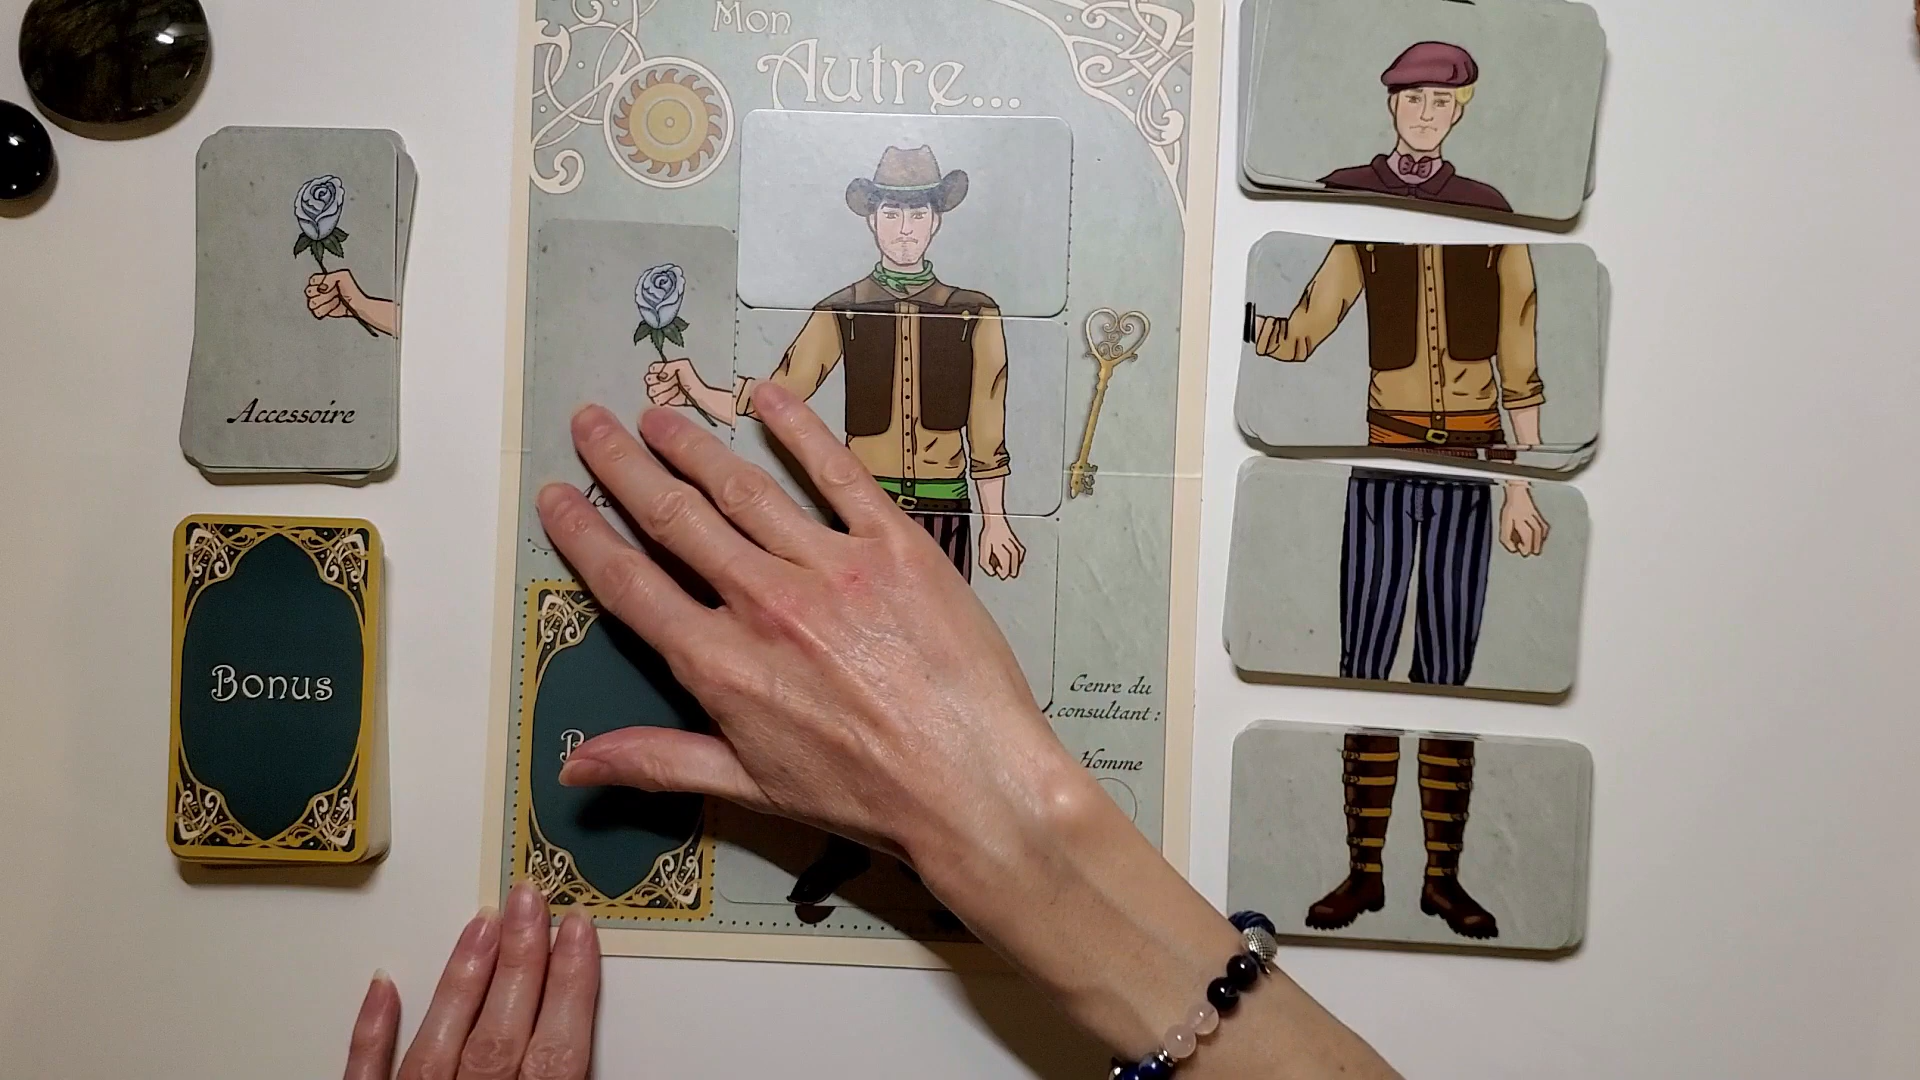 Mon
Autre...
Accessoire
Bonus
Genre du
consultant :
Homme